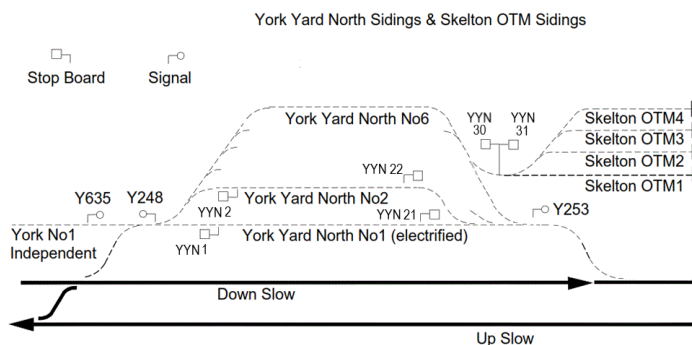 York Yard North Sidings & Skelton OTM Sidings
Stop Board
Signal
York Yard North No6
YYN
30
YYN
31
Skelton OTM4
Skelton OTM3
Skelton OTM2
Skelton OTM1
YYN 22
Y635
Y248
YYN 2
York Yard North No2
YYN 21
Y253
York No1
Independent
YYN 1
York Yard North No1 (electrified)
Down Slow
Up Slow